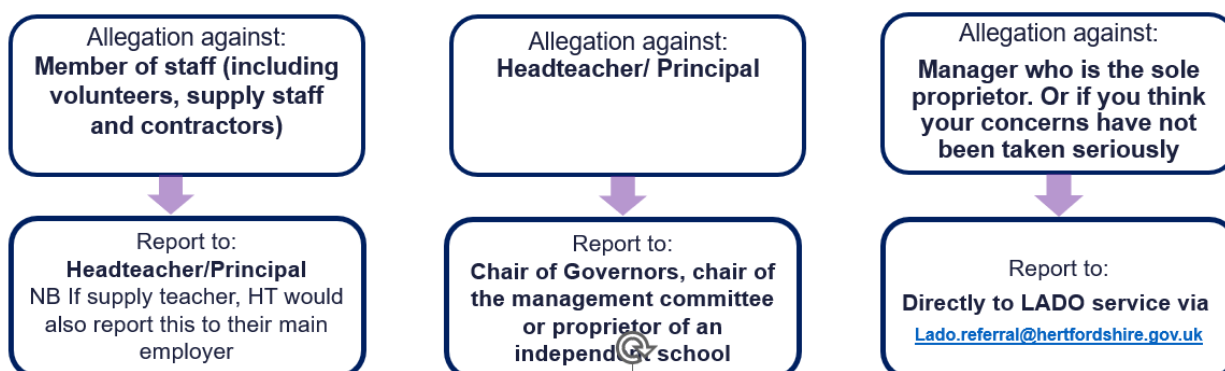 Allegation against:
Member of staff (including
volunteers, supply staff
and contractors)
Report to:
Headteacher/Principal
NB If supply teacher, HT would
also report this to their main
employer
Allegation against:
Headteacher/ Principal
Report to:
Chair of Governors, chair of
the management committee
or proprietor of an
independent school
Allegation against:
Manager who is the sole
proprietor. Or if you think
your concerns have not
been taken seriously
Report to:
Directly to LADO service via
Lado.referral@hertfordshire.gov.uk